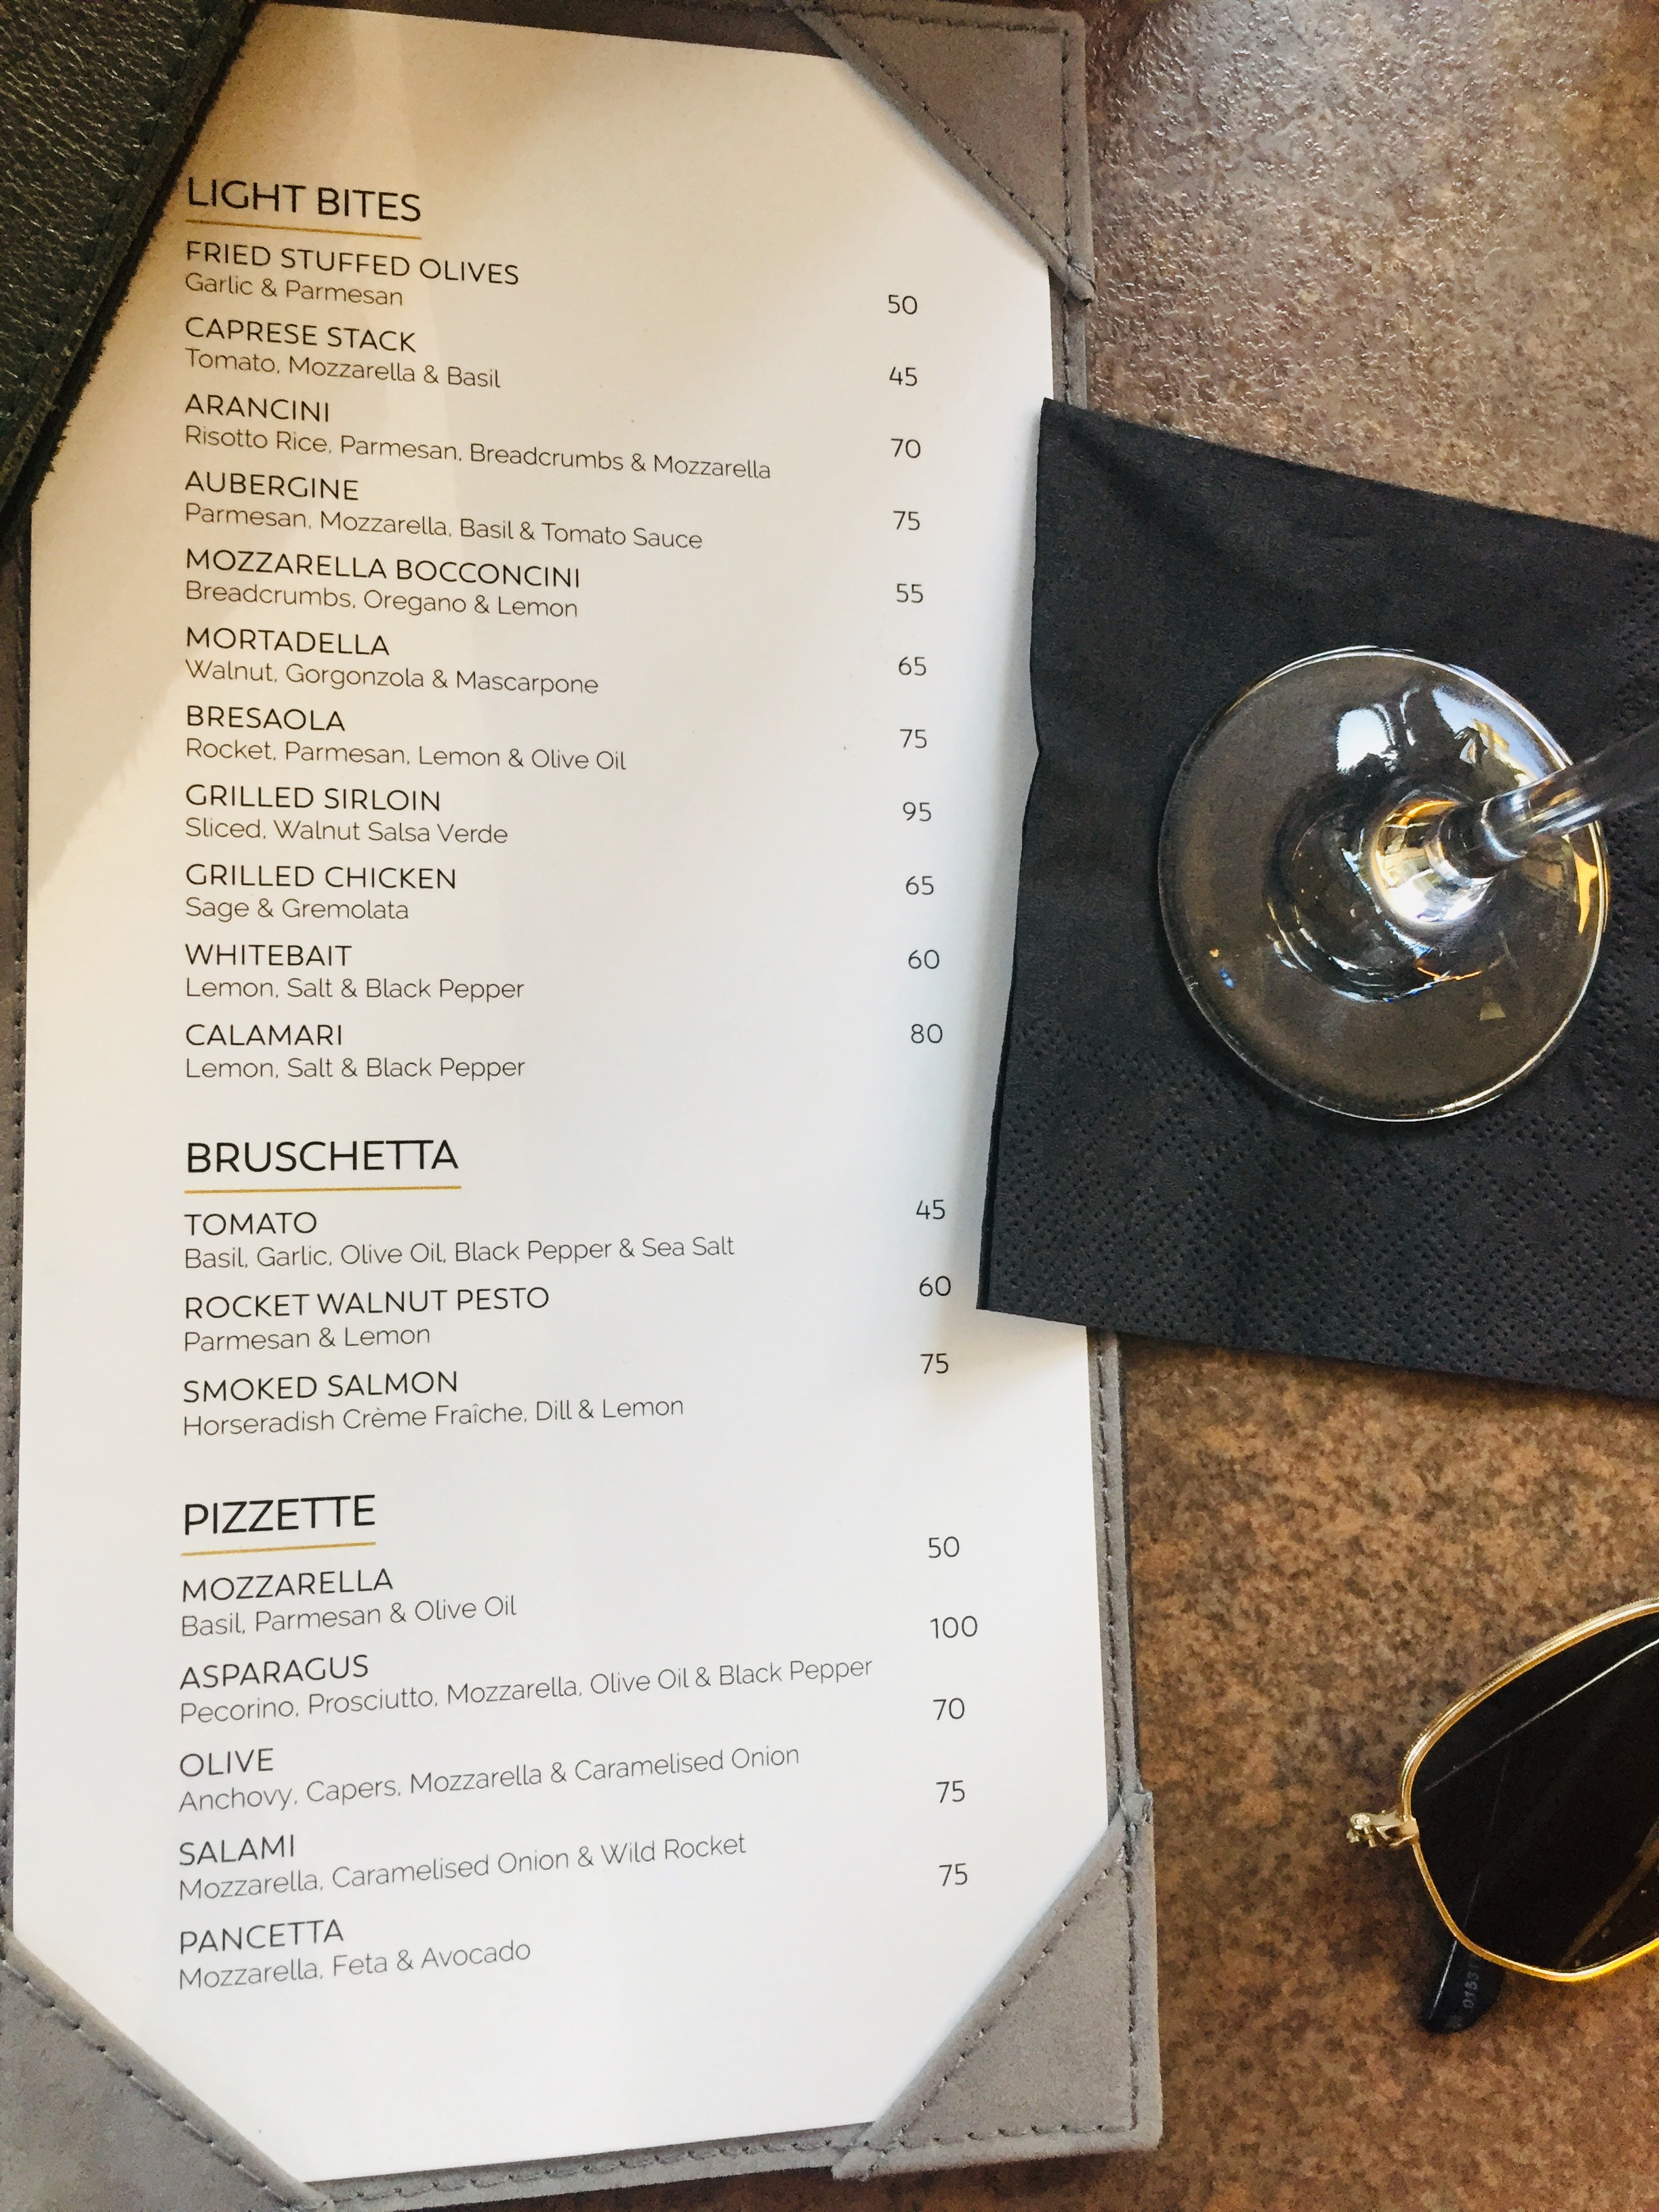 LIGHT BITES
FRIED STUFFED OLIVES 50
Garlic & Parmesan
CAPRESE STACK 45
Tomato, Mozzarella & Basil
ARANCINI 70
Risotto Rice, Parmesan, Breadcrumbs & Mozzarella
AUBERGINE 75
Parmesan, Mozzarella, Basil & Tomato Sauce
MOZZARELLA BOCCONCINI 55
Breadcrumbs, Oregano & Lemon
MORTADELLA 65
Walnut, Gorgonzola & Mascarpone
BRESAOLA 75
Rocket, Parmesan, Lemon & Olive Oil
GRILLED SIRLOIN 95
Sliced, Walnut Salsa Verde
GRILLED CHICKEN 65
Sage & Gremolata
WHITEBAIT 60
Lemon, Salt & Black Pepper
CALAMARI 80
Lemon, Salt & Black Pepper
BRUSCHETTA
TOMATO 45
Basil, Garlic, Olive Oil, Black Pepper & Sea Salt
ROCKET WALNUT PESTO 60
Parmesan & Lemon
SMOKED SALMON 75
Horseradish Crème Fraîche, Dill & Lemon
PIZZETTE
MOZZARELLA 50
Basil, Parmesan & Olive Oil
ASPARAGUS 100
Pecorino, Prosciutto, Mozzarella, Olive Oil & Black Pepper
OLIVE 70
Anchovy, Capers, Mozzarella & Caramelised Onion
SALAMI 75
Mozzarella, Caramelised Onion & Wild Rocket
PANCETTA 75
Mozzarella, Feta & Avocado